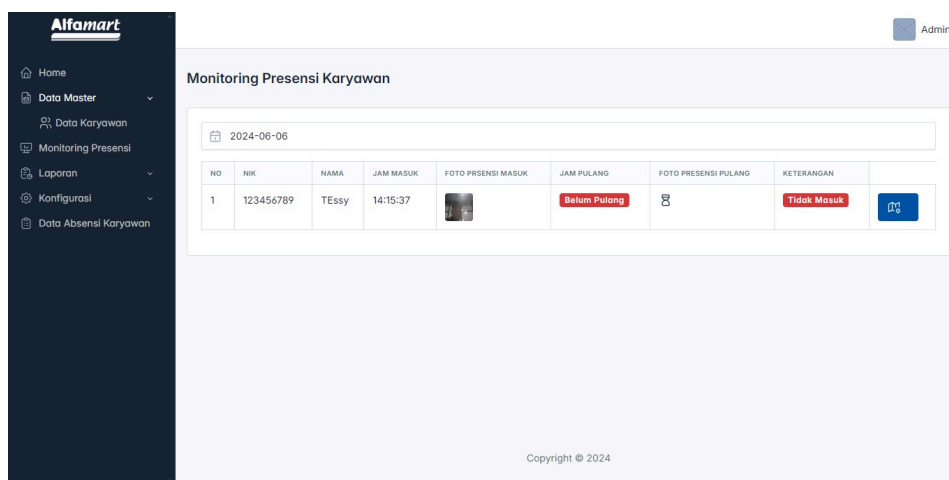 Alfamart
Admin
Home
Data Master
Data Karyawan
Monitoring Presensi
Laporan
Konfigurasi
Data Absensi Karyawan
Monitoring Presensi Karyawan
2024-06-06
NO NIK NAMA JAM MASUK FOTO PRSENSI MASUK JAM PULANG FOTO PRESENSI PULANG KETERANGAN
1 123456789 TEssy 14:15:37 Belum Pulang Tidak Masuk
Copyright © 2024